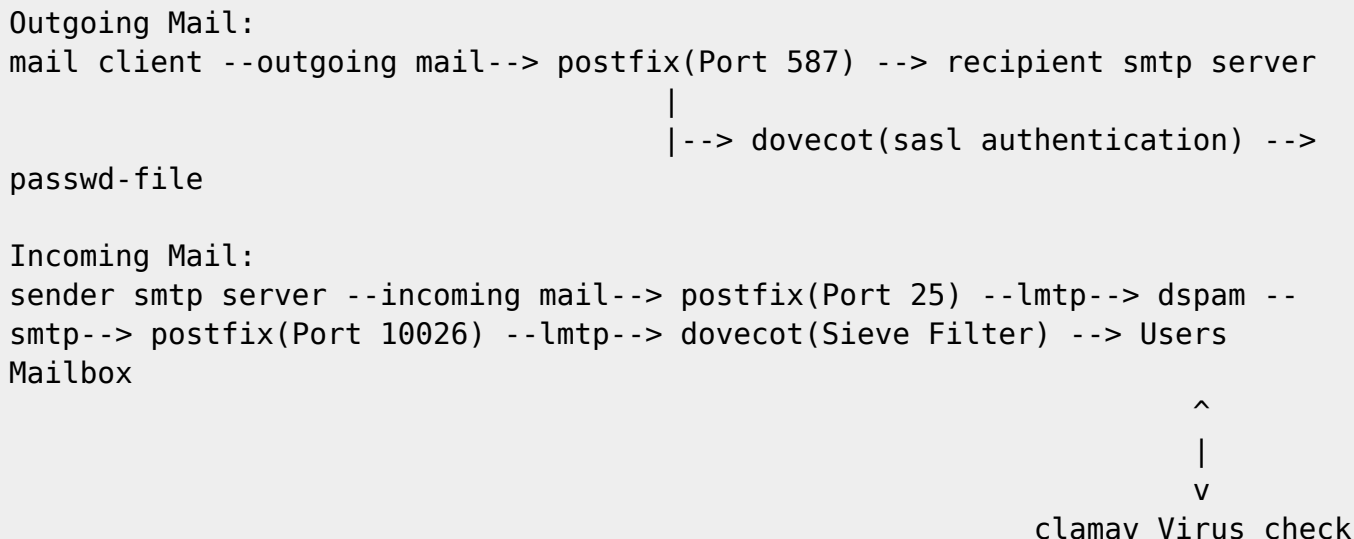 Outgoing Mail:
mail client --outgoing mail--> postfix(Port 587) --> recipient smtp server
|
|--> dovecot(sasl authentication) -->
passwd-file
Incoming Mail:
sender smtp server --incoming mail--> postfix(Port 25) --lmtp--> dspam --
smtp--> postfix(Port 10026) --lmtp--> dovecot(Sieve Filter) --> Users
Mailbox
^
|
v
clamav Virus check